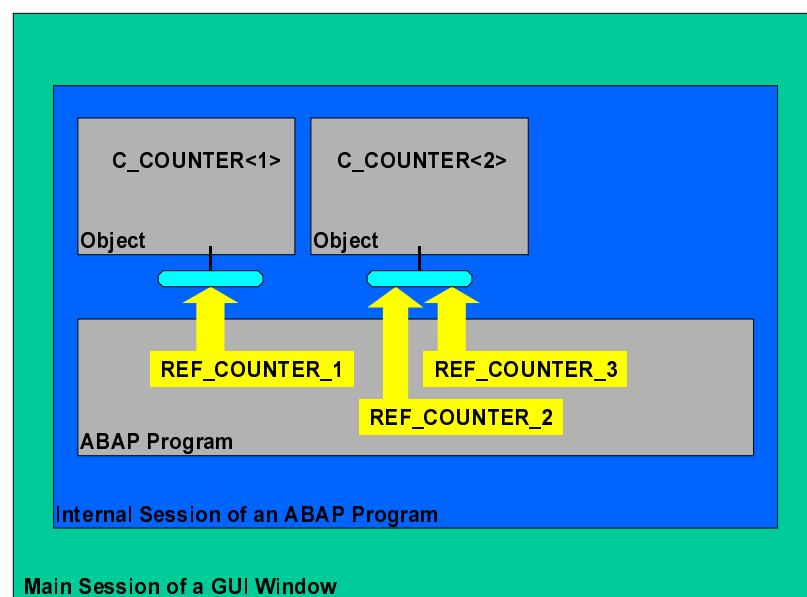 C_COUNTER<1>
C_COUNTER<2>
Object
Object
REF_COUNTER_1
REF_COUNTER_3
REF_COUNTER_2
ABAP Program
Internal Session of an ABAP Program
Main Session of a GUI Window